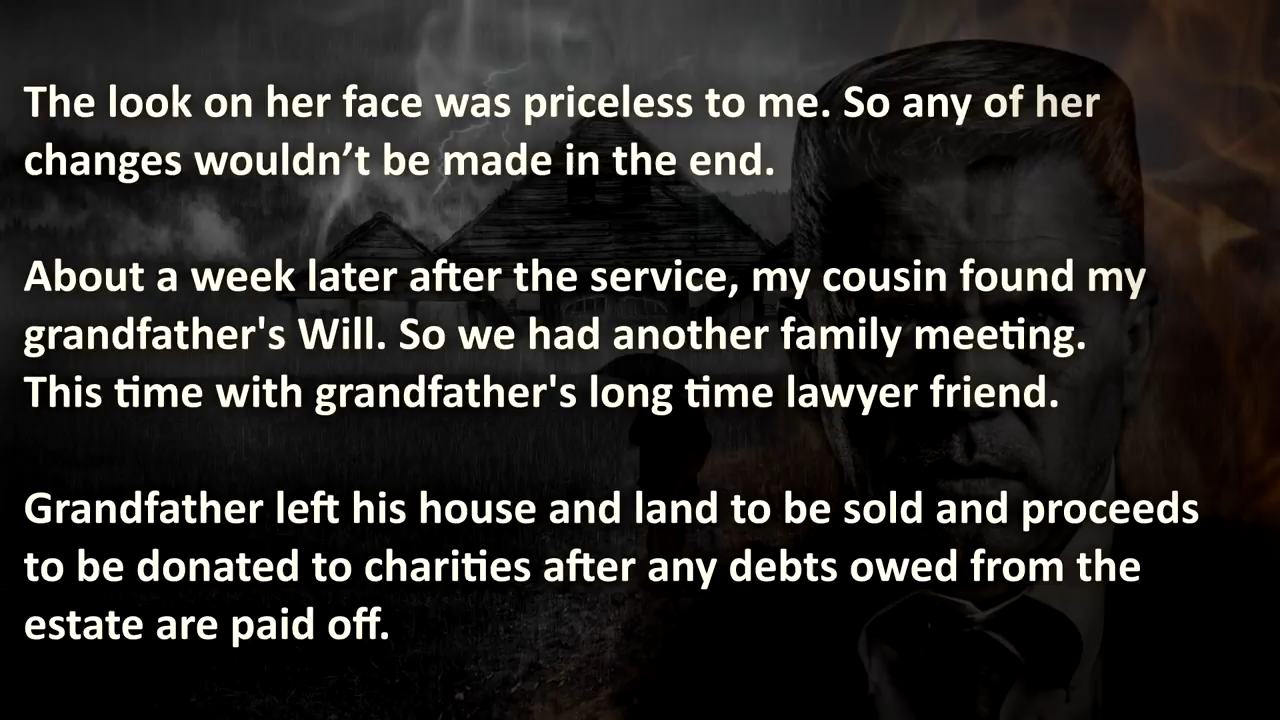 The look on her face was priceless to me. So any of her
changes wouldn’t be made in the end.
About a week later after the service, my cousin found my
grandfather's Will. So we had another family meeting.
This time with grandfather's long time lawyer friend.
Grandfather left his house and land to be sold and proceeds
to be donated to charities after any debts owed from the
estate are paid off.